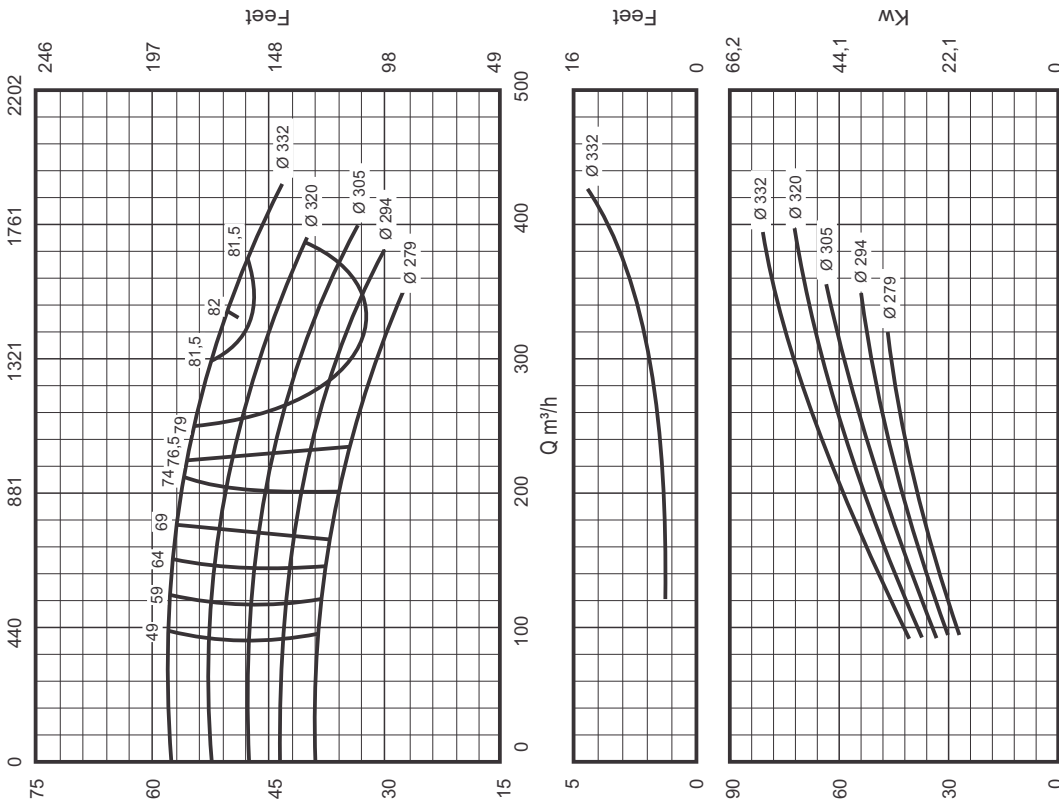 0 440 881 1321 1761 2202
75
60
45
30
15
246
197
148
98
49
Feet
49
59
64
69
74
76,5
79
81,5
82
81,5
Ø 332
Ø 320
Ø 305
Ø 294
Ø 279
0 100 200 300 400 500
Q m³/h
5
0
16
0
Feet
Ø 332
90
60
30
0
66,2
44,1
22,1
0
Kw
Ø 332
Ø 320
Ø 305
Ø 294
Ø 279